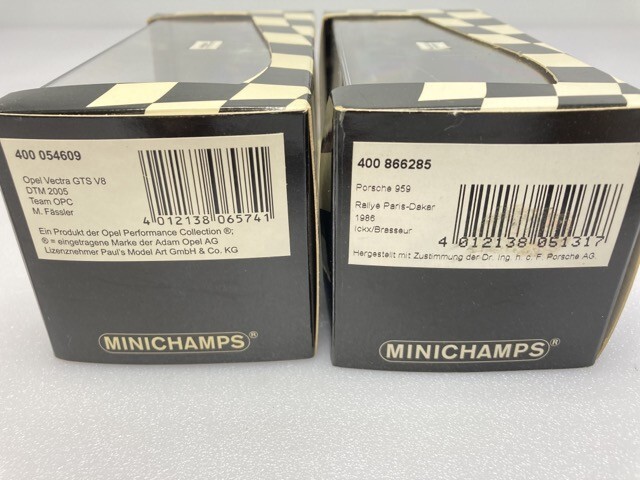 400 054609
Opel Vectra GTS V8
DTM 2005
Team OPC
M. Fässler
4 012138 065741
Ein Produkt der Opel Performance Collection ®;
® = eingetragene Marke der Adam Opel AG
Lizenznehmer Paul's Model Art GmbH & Co. KG
MINICHAMPS®
400 866285
Porsche 959
Rallye Paris-Dakar
1986
Ickx/Brasseur
4 012138 051317
Hergestellt mit Zustimmung der Dr. Ing. h. c. F. Porsche AG.
MINICHAMPS®